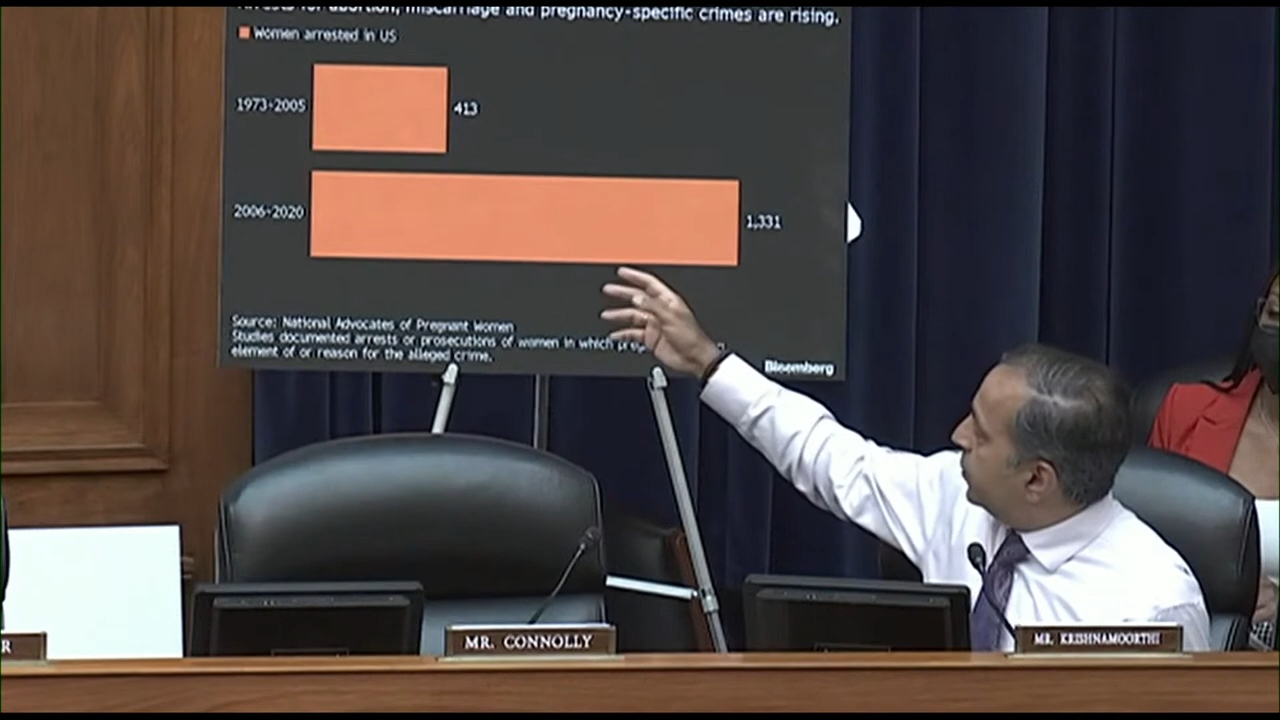 for abortion, miscarriage and pregnancy-specific crimes are rising.
Women arrested in US
1973-2005
413
2006-2020
1,331
Source: National Advocates of Pregnant Women
Studies documented arrests or prosecutions of women in which
element of or reason for the alleged crime.
Bloomberg
R
MR. CONNOLLY
MR. KRISHNAMOORTHI